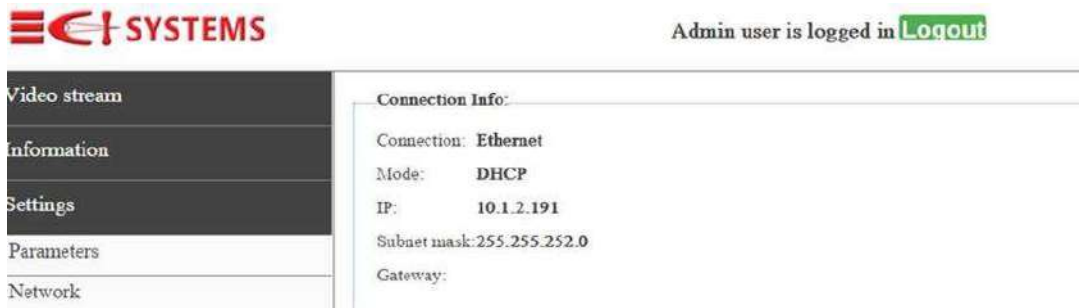 ECI SYSTEMS
Admin user is logged in Logout
Video stream
Information
Settings
Parameters
Network
Connection Info:
Connection: Ethernet
Mode: DHCP
IP: 10.1.2.191
Subnet mask:255.255.252.0
Gateway: